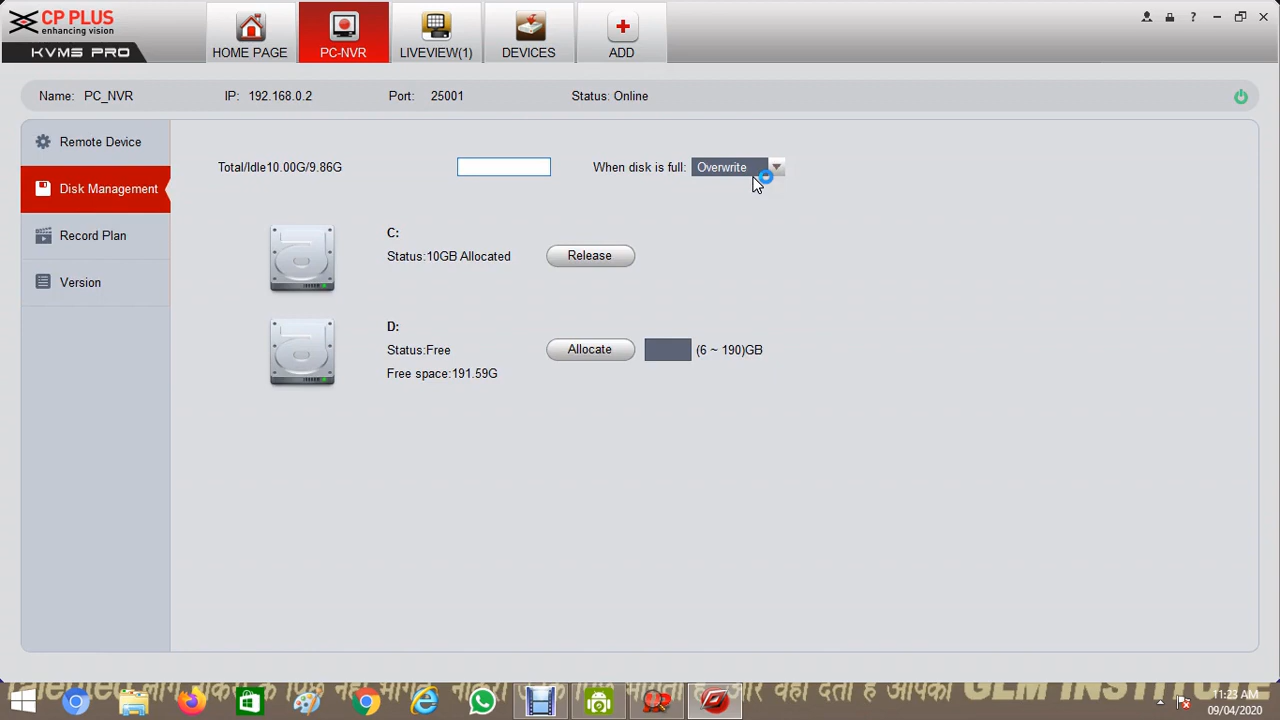 CP PLUS
enhancing vision
KVMS PRO
HOME PAGE
PC-NVR
LIVEVIEW(1)
DEVICES
ADD
Name: PC_NVR IP: 192.168.0.2 Port: 25001 Status: Online
Remote Device
Disk Management
Record Plan
Version
Total/Idle10.00G/9.86G When disk is full: Overwrite
C:
Status:10GB Allocated Release
D:
Status:Free Allocate (6 ~ 190)GB
Free space:191.59G
GLM INSTITUTE
11:23 AM
09/04/2020